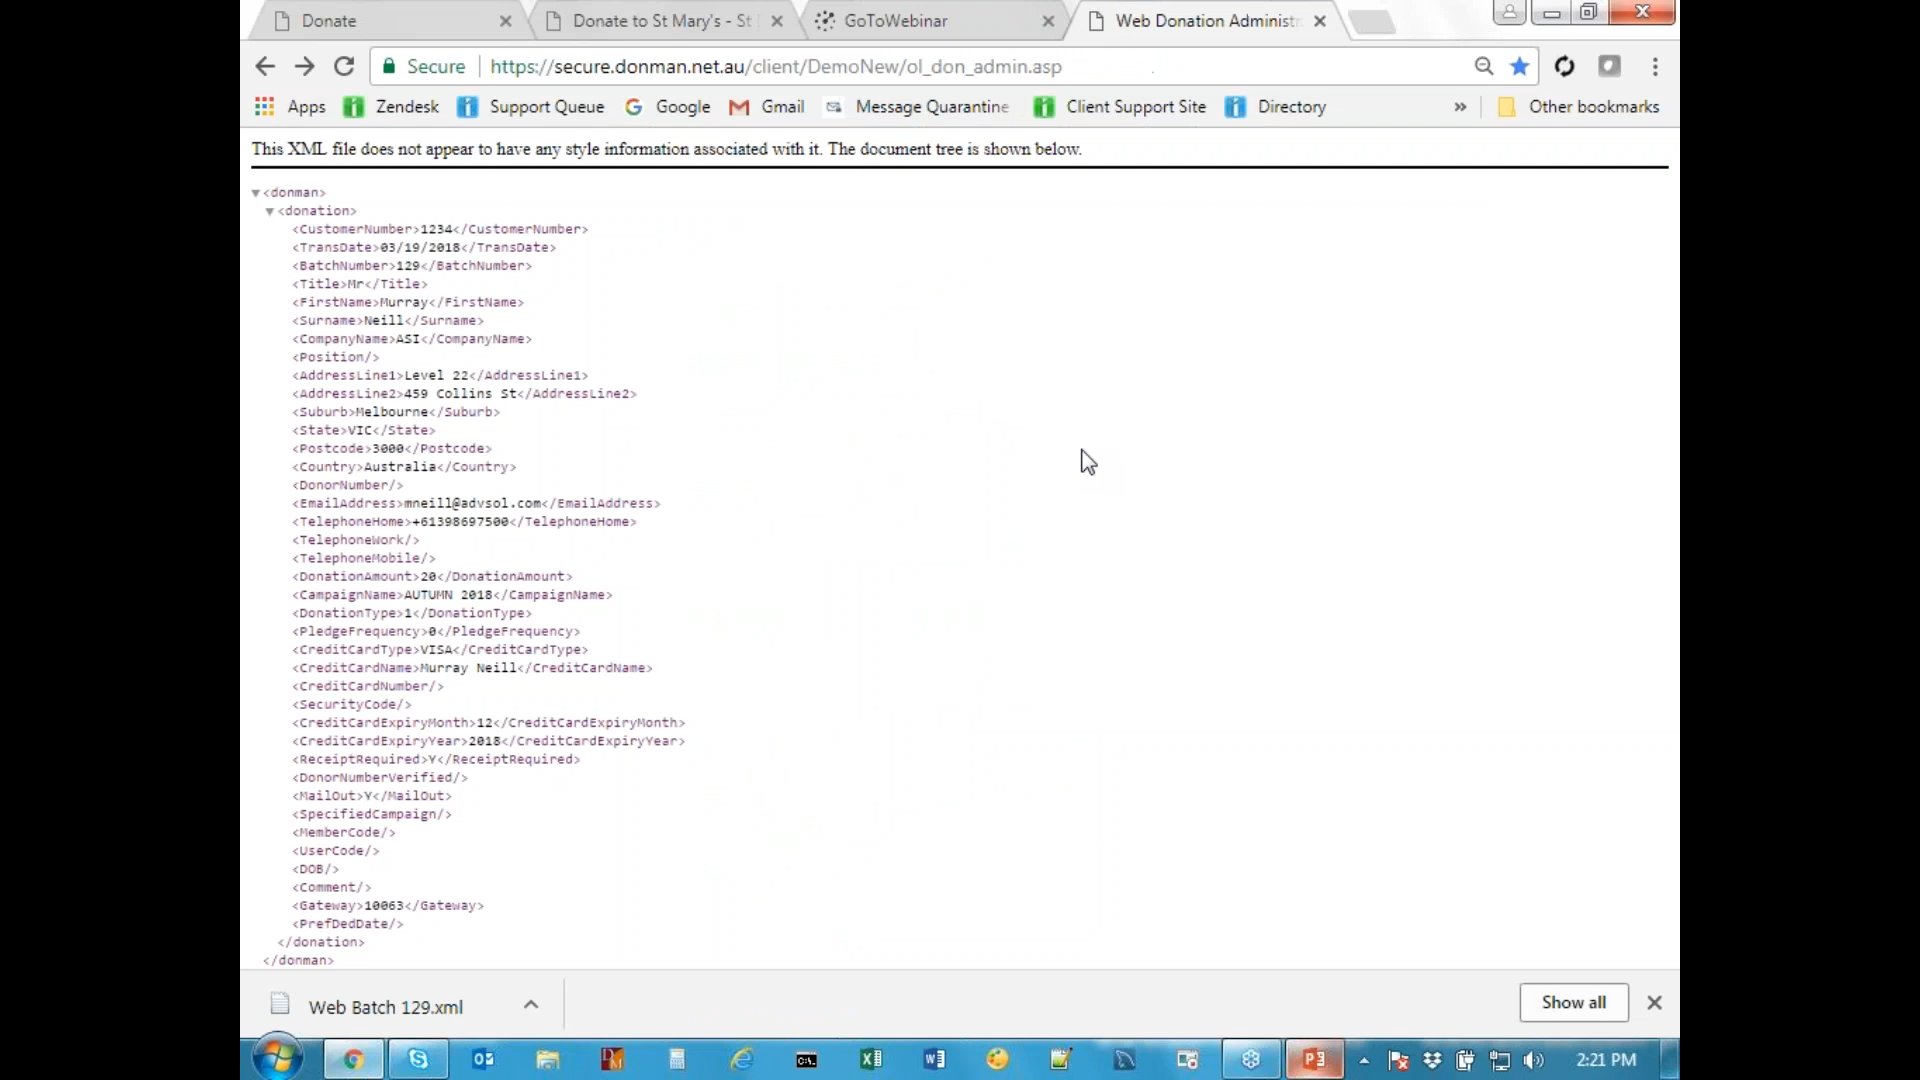 Donate
Donate to St Mary's - St
GoToWebinar
Web Donation Administ
Secure https://secure.donman.net.au/client/DemoNew/ol_don_admin.asp
Apps Zendesk Support Queue Google Gmail Message Quarantine Client Support Site Directory » Other bookmarks
This XML file does not appear to have any style information associated with it. The document tree is shown below.
<donman>
<donation>
<CustomerNumber>1234</CustomerNumber>
<TransDate>03/19/2018</TransDate>
<BatchNumber>129</BatchNumber>
<Title>Mr</Title>
<FirstName>Murray</FirstName>
<Surname>Neill</Surname>
<CompanyName>ASI</CompanyName>
<Position/>
<AddressLine1>Level 22</AddressLine1>
<AddressLine2>459 Collins St</AddressLine2>
<Suburb>Melbourne</Suburb>
<State>VIC</State>
<Postcode>3000</Postcode>
<Country>Australia</Country>
<DonorNumber/>
<EmailAddress>mneill@advsol.com</EmailAddress>
<TelephoneHome>+61398697500</TelephoneHome>
<TelephoneWork/>
<TelephoneMobile/>
<DonationAmount>20</DonationAmount>
<CampaignName>AUTUMN 2018</CampaignName>
<DonationType>1</DonationType>
<PledgeFrequency>0</PledgeFrequency>
<CreditCardType>VISA</CreditCardType>
<CreditCardName>Murray Neill</CreditCardName>
<CreditCardNumber/>
<SecurityCode/>
<CreditCardExpiryMonth>12</CreditCardExpiryMonth>
<CreditCardExpiryYear>2018</CreditCardExpiryYear>
<ReceiptRequired>Y</ReceiptRequired>
<DonorNumberVerified/>
<MailOut>Y</MailOut>
<SpecifiedCampaign/>
<MemberCode/>
<UserCode/>
<DOB/>
<Comment/>
<Gateway>10063</Gateway>
<PrefDedDate/>
</donation>
</donman>
Web Batch 129.xml
Show all
2:21 PM